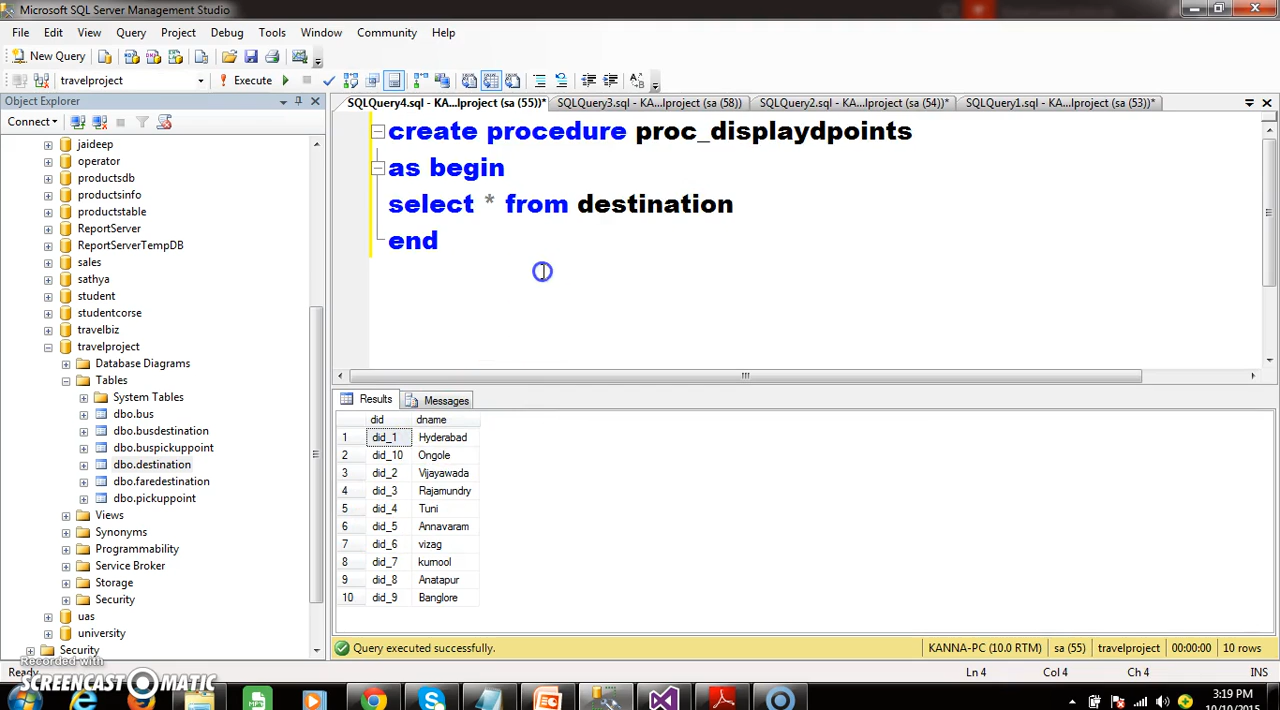 Microsoft SQL Server Management Studio
File Edit View Query Project Debug Tools Window Community Help
New Query
travelproject Execute
Object Explorer
SQLQuery4.sql - KA...lproject (sa (55))* SQLQuery3.sql - KA...lproject (sa (58)) SQLQuery2.sql - KA...lproject (sa (54))* SQLQuery1.sql - KA...lproject (sa (53))*
Connect
jaideep
operator
productsdb
productsinfo
productstable
ReportServer
ReportServerTempDB
sales
sathya
student
studentcorse
travelbiz
travelproject
Database Diagrams
Tables
System Tables
dbo.bus
dbo.busdestination
dbo.buspickuppoint
dbo.destination
dbo.faredestination
dbo.pickuppoint
Views
Synonyms
Programmability
Service Broker
Storage
Security
uas
university
Security
create procedure proc_displaydpoints
as begin
select * from destination
end
Results Messages
did dname
1 did_1 Hyderabad
2 did_10 Ongole
3 did_2 Vijayawada
4 did_3 Rajamundry
5 did_4 Tuni
6 did_5 Annavaram
7 did_6 vizag
8 did_7 kurnool
9 did_8 Anatapur
10 did_9 Banglore
Query executed successfully. KANNA-PC (10.0 RTM) sa (55) travelproject 00:00:00 10 rows
Ready Ln 4 Col 4 Ch 4 INS
Recorded with
SCREENCAST MATIC
3:19 PM
10/10/2015